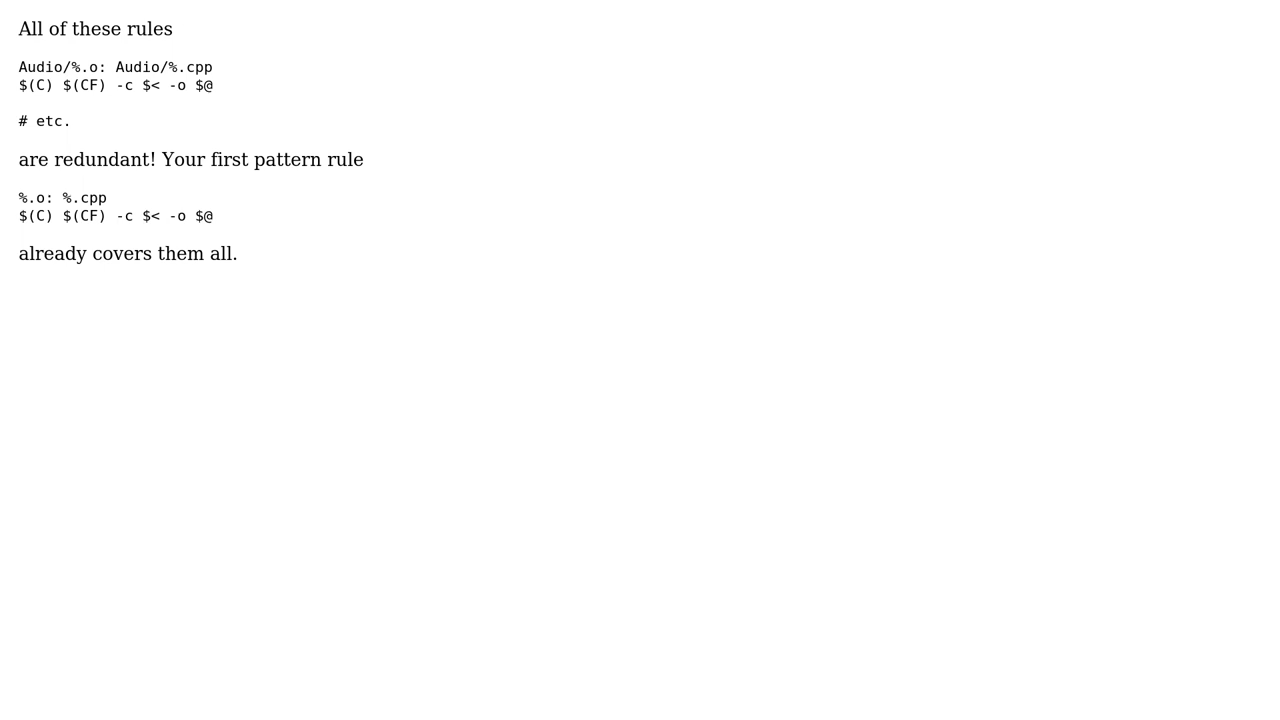 All of these rules
Audio/%.o: Audio/%.cpp
$(C) $(CF) -c $< -o $@
# etc.
are redundant! Your first pattern rule
%.o: %.cpp
$(C) $(CF) -c $< -o $@
already covers them all.